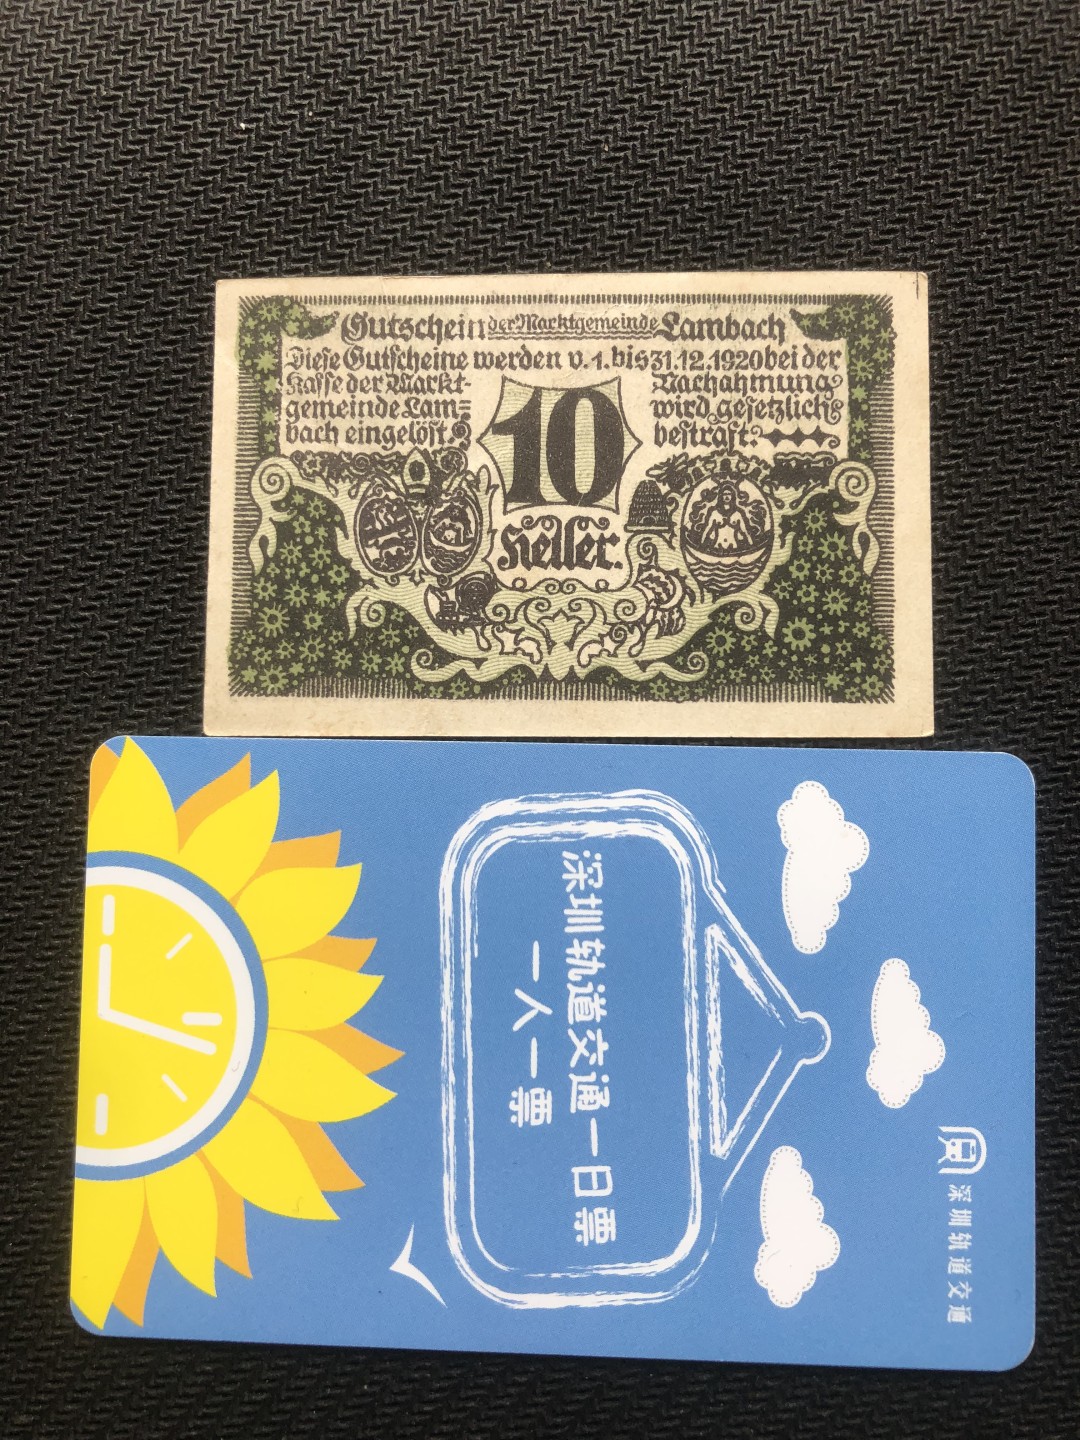 Gutschein der Marktgemeinde Lambach
Diese Gutscheine werden v. 1. bis 31.12.1920 bei der
Kasse der Markt-
gemeinde Lam=
bach eingelöst.
10
Heller.
Nachahmung
wird gesetzlich
bestraft.
深圳轨道交通一日票
一人一票
深圳轨道交通